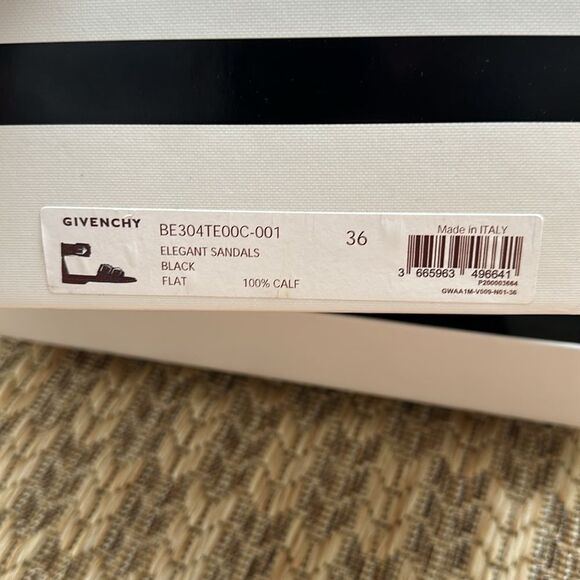 GIVENCHY
BE304TE00C-001
ELEGANT SANDALS
BLACK
FLAT 100% CALF
36
Made in ITALY
3 665963 496641
P200003664
GWAA1M-V009-N01-36